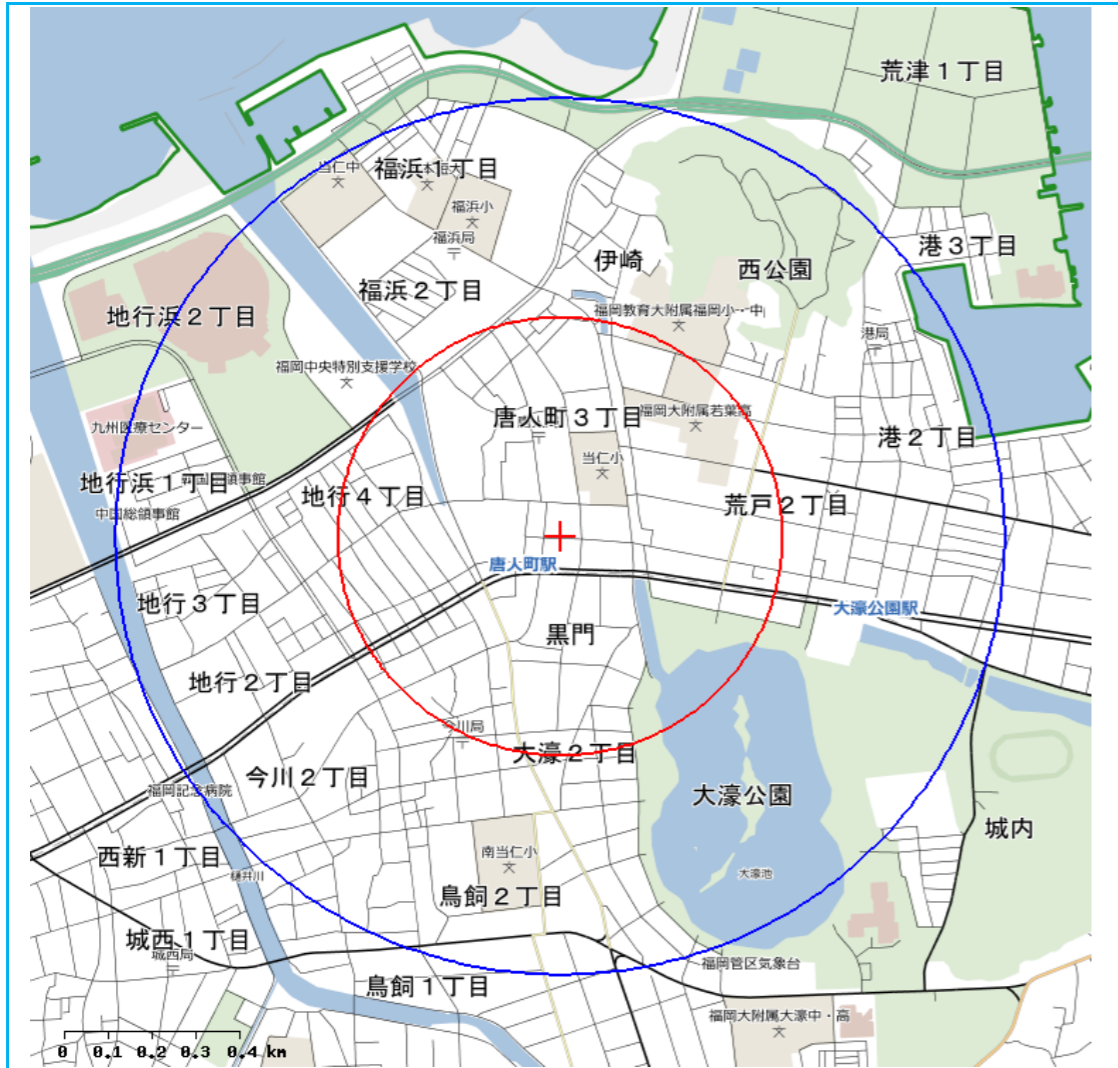 荒津１丁目
当仁中
福浜１丁目
福浜小
福浜局
港３丁目
伊崎
西公園
福浜２丁目
地行浜２丁目
福岡教育大附属福岡小・中
港局
福岡中央特別支援学校
唐人町３丁目
福岡大附属若葉高
九州医療センター
港２丁目
当仁小
地行浜１丁目
地行４丁目
荒戸２丁目
中国総領事館
唐人町駅
地行３丁目
大濠公園駅
黒門
地行２丁目
今川局
大濠２丁目
今川２丁目
福岡記念病院
大濠公園
城内
西新１丁目
南当仁小
樋井川
大濠池
鳥飼２丁目
城西１丁目
城西局
福岡管区気象台
鳥飼１丁目
福岡大附属大濠中・高
0 0.1 0.2 0.3 0.4 km